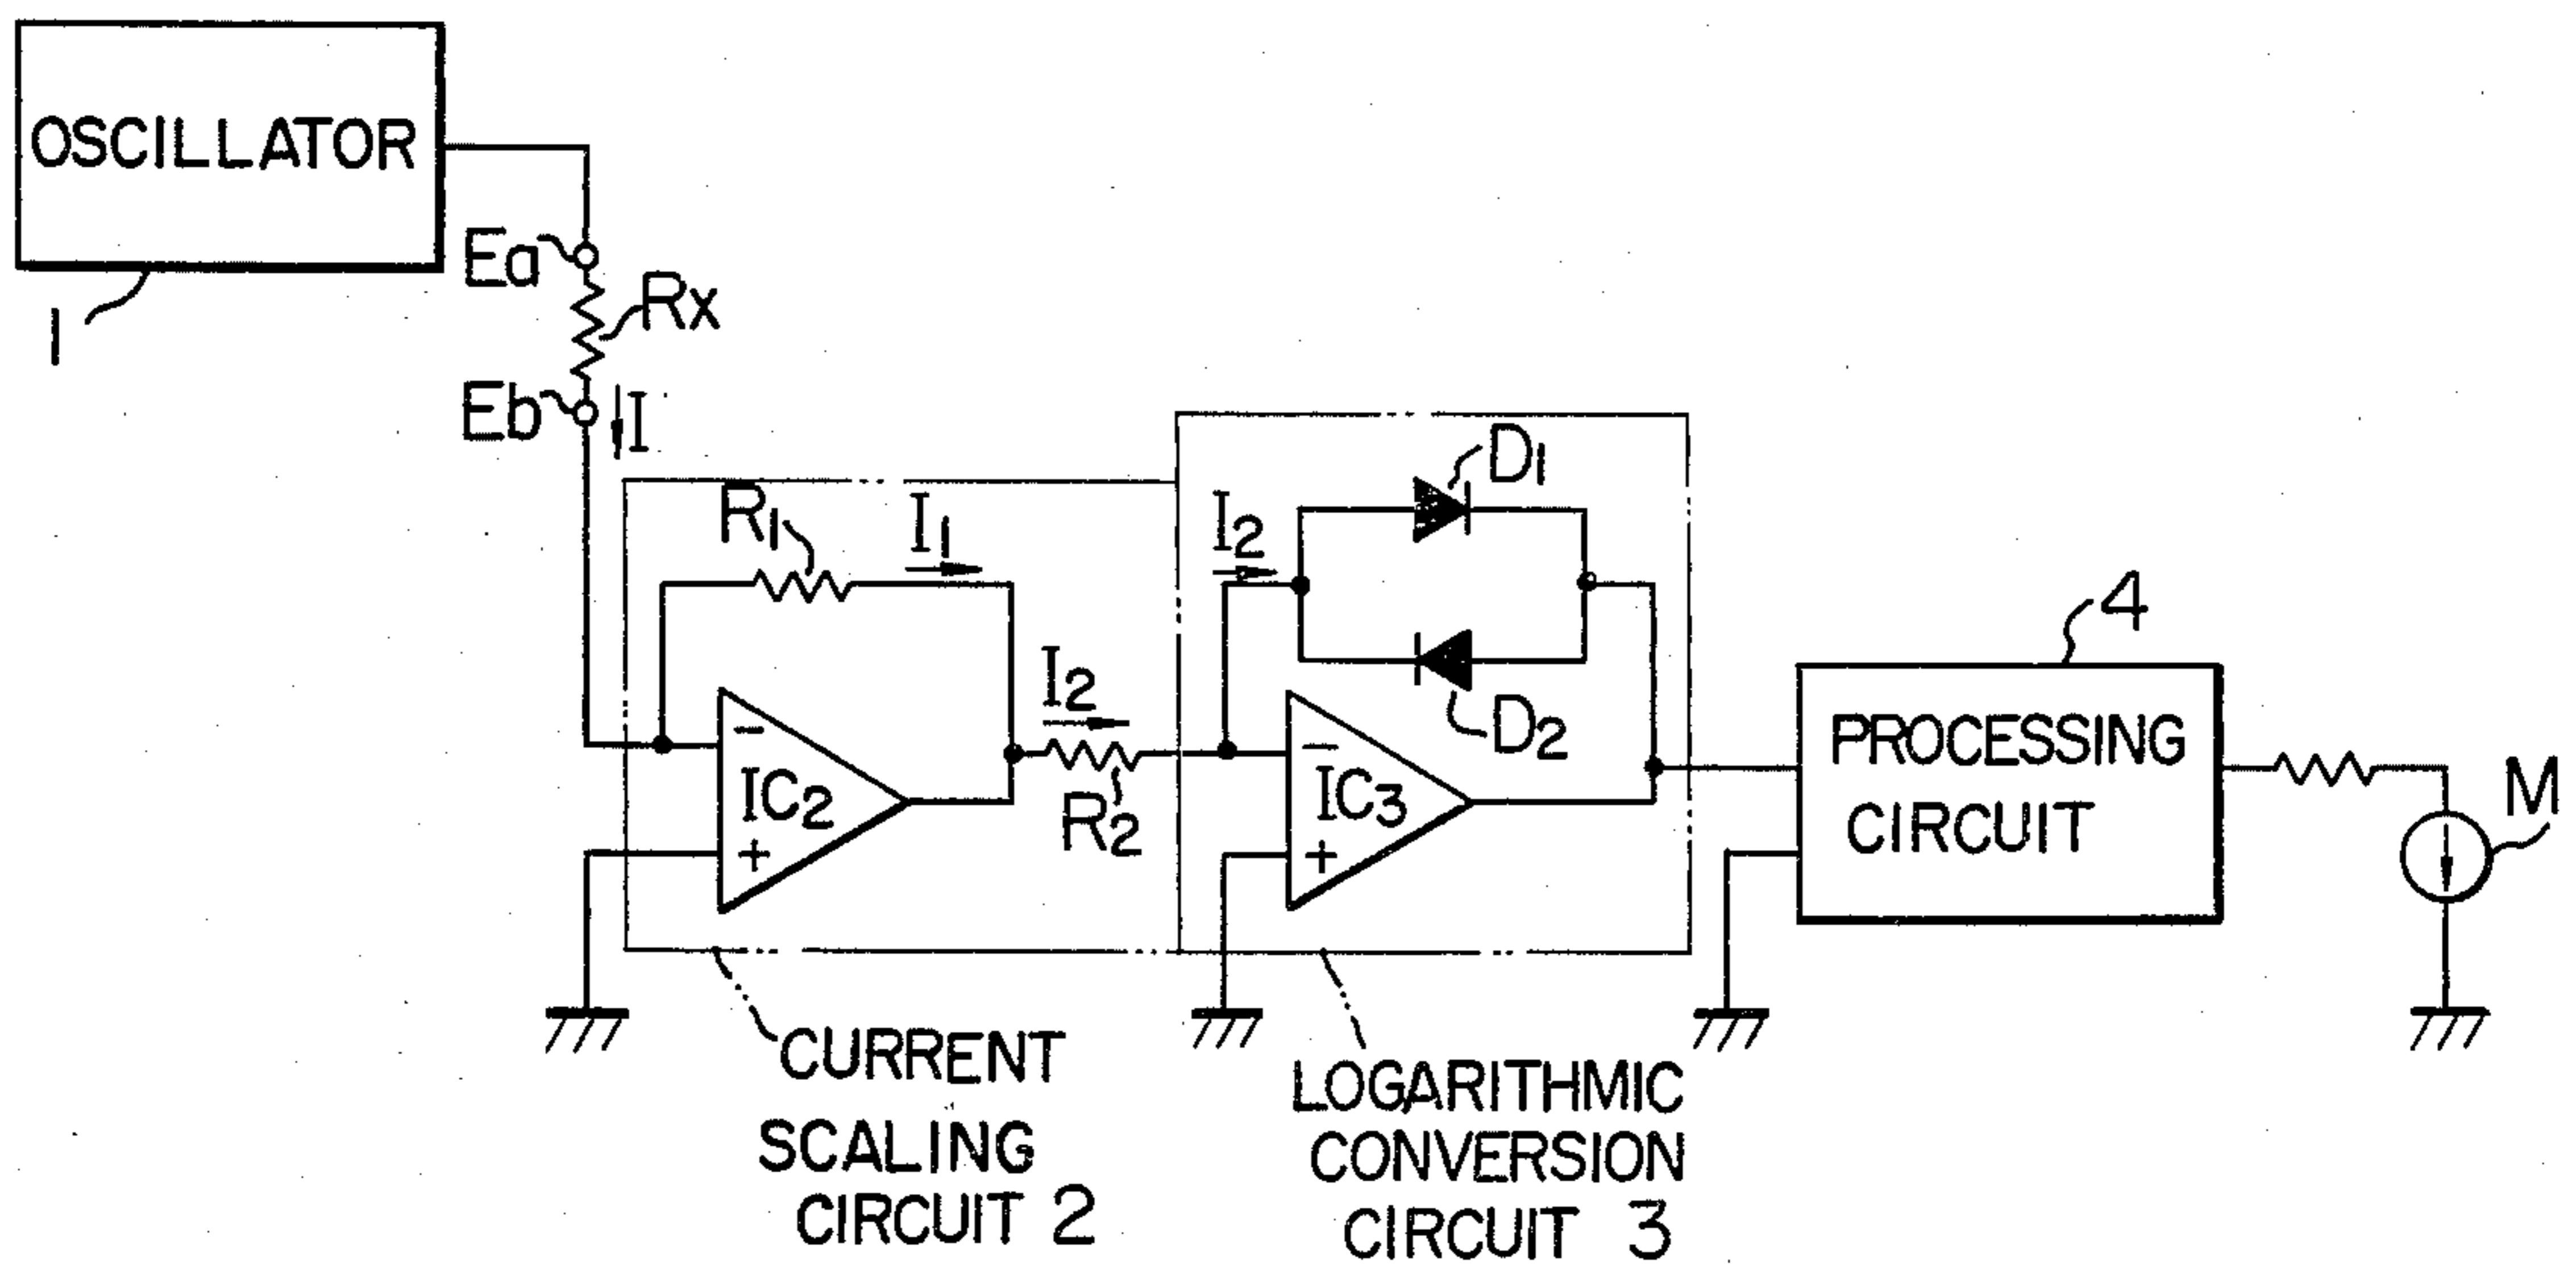 OSCILLATOR
1
Ea
Rx
Eb
I
R1
I1
I2
R2
−
IC2
+
I2
D1
D2
−
IC3
+
4
PROCESSING
CIRCUIT
M
CURRENT
SCALING
CIRCUIT 2
LOGARITHMIC
CONVERSION
CIRCUIT 3